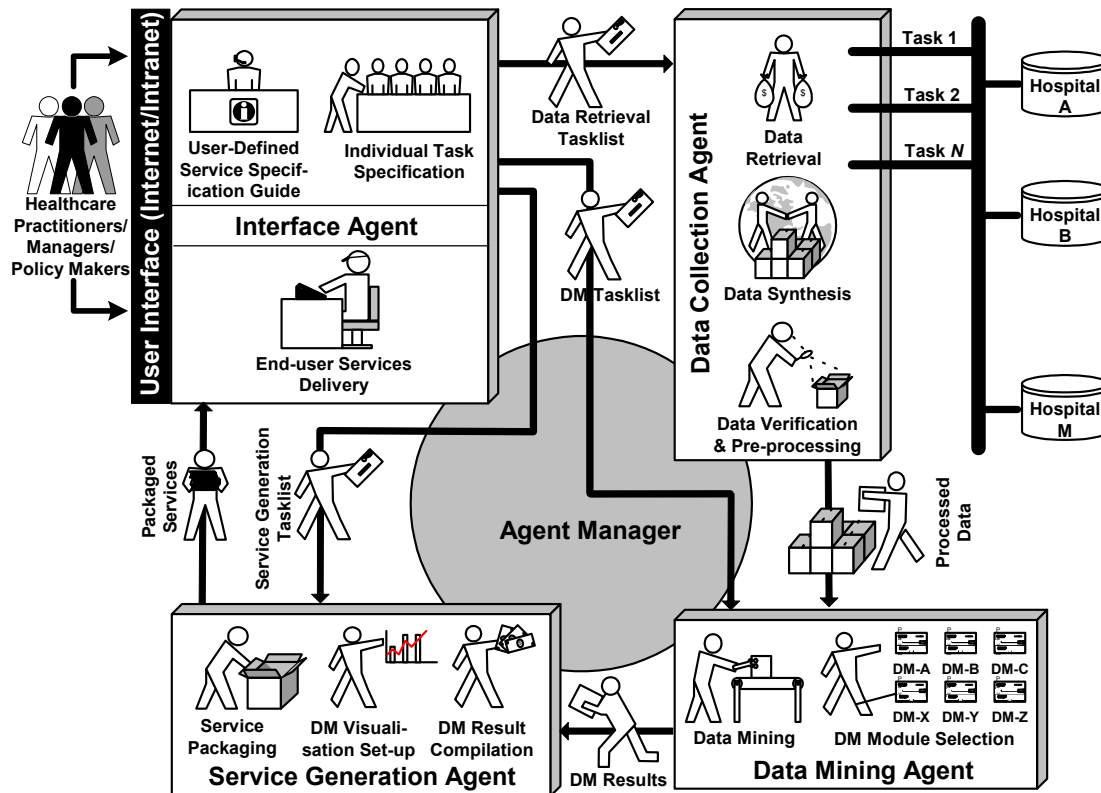 User Interface (Internet/Intranet)
Healthcare
Practitioners/
Managers/
Policy Makers
i
User-Defined
Service Specif-
ication Guide
Individual Task
Specification
Interface Agent
End-user Services
Delivery
Data Retrieval
Tasklist
DM Tasklist
Data Collection Agent
$ $
Data
Retrieval
Data Synthesis
Data Verification
& Pre-processing
Task 1
Task 2
Task N
Hospital
A
Hospital
B
Hospital
M
Packaged
Services
Service Generation
Tasklist
Agent Manager
Processed
Data
Service
Packaging
DM Visuali-
sation Set-up
DM Result
Compilation
Service Generation Agent
DM Results
Data Mining
P P P
DM-A DM-B DM-C
P P P
DM-X DM-Y DM-Z
DM Module Selection
Data Mining Agent